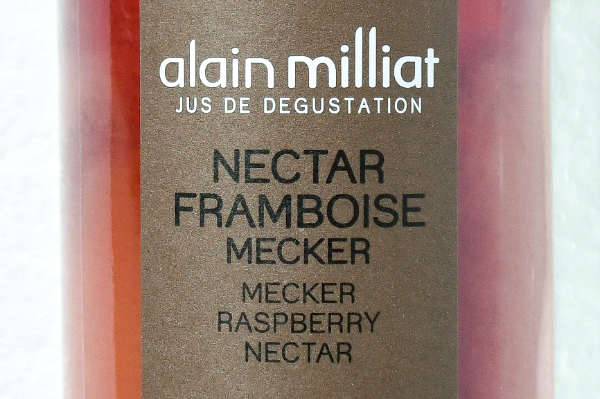 alain milliat
JUS DE DEGUSTATION
NECTAR
FRAMBOISE
MECKER
MECKER
RASPBERRY
NECTAR